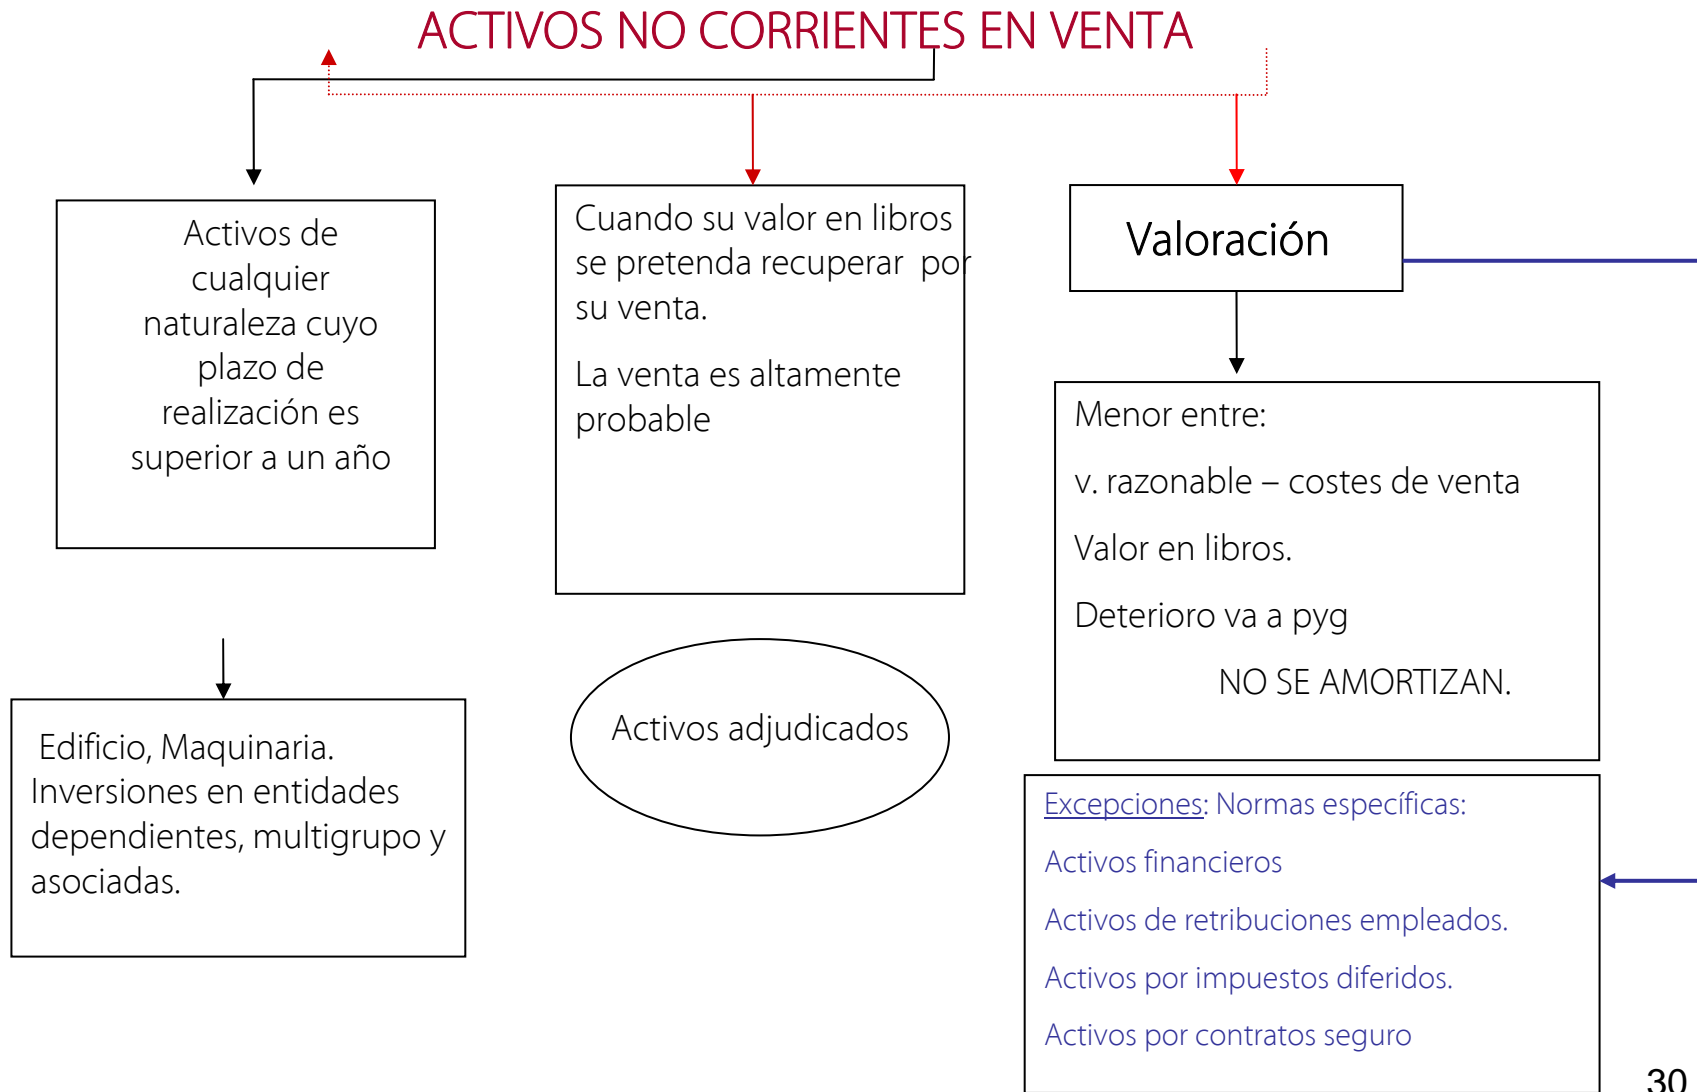 ACTIVOS NO CORRIENTES EN VENTA
Activos de
cualquier
naturaleza cuyo
plazo de
realización es
superior a un año
Edificio, Maquinaria.
Inversiones en entidades
dependientes, multigrupo y
asociadas.
Cuando su valor en libros
se pretenda recuperar por
su venta.
La venta es altamente
probable
Activos adjudicados
Valoración
Menor entre:
v. razonable – costes de venta
Valor en libros.
Deterioro va a pyg
NO SE AMORTIZAN.
Excepciones: Normas específicas:
Activos financieros
Activos de retribuciones empleados.
Activos por impuestos diferidos.
Activos por contratos seguro
30